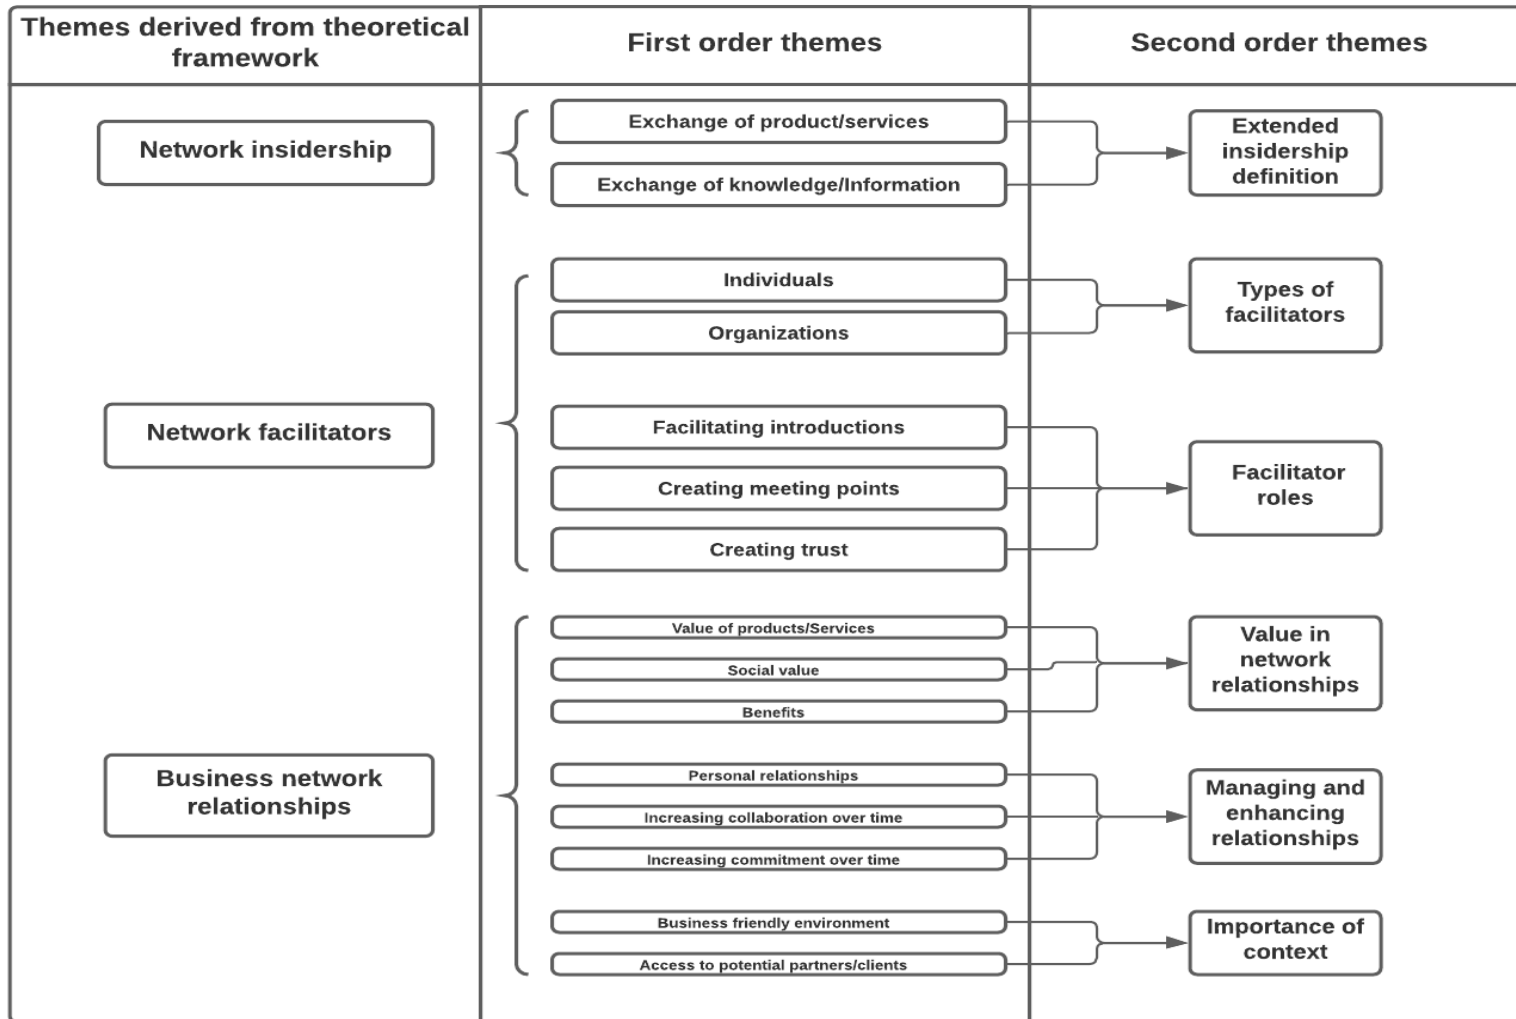 Themes derived from theoretical
framework
First order themes
Second order themes
Network insidership
Exchange of product/services
Exchange of knowledge/Information
Extended
insidership
definition
Network facilitators
Individuals
Organizations
Types of
facilitators
Facilitating introductions
Creating meeting points
Creating trust
Facilitator
roles
Business network
relationships
Value of products/Services
Social value
Benefits
Value in
network
relationships
Personal relationships
Increasing collaboration over time
Increasing commitment over time
Managing and
enhancing
relationships
Business friendly environment
Access to potential partners/clients
Importance of
context